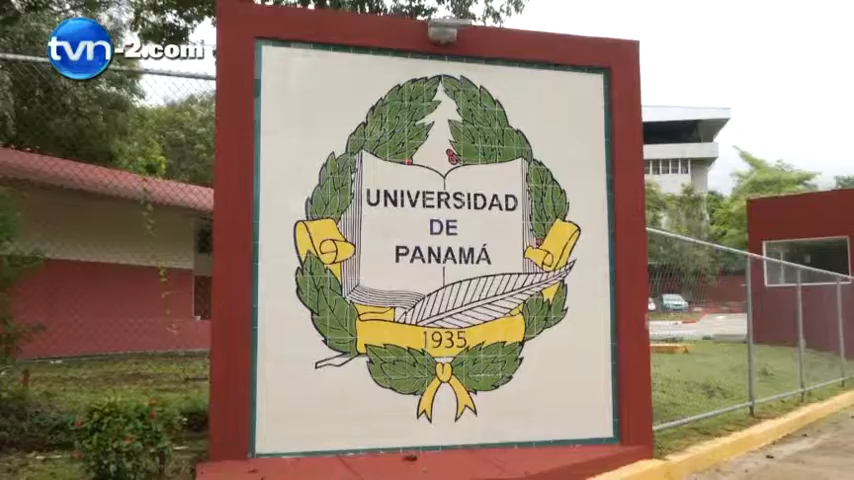 tvn-2.com
UNIVERSIDAD
DE
PANAMÁ
1935